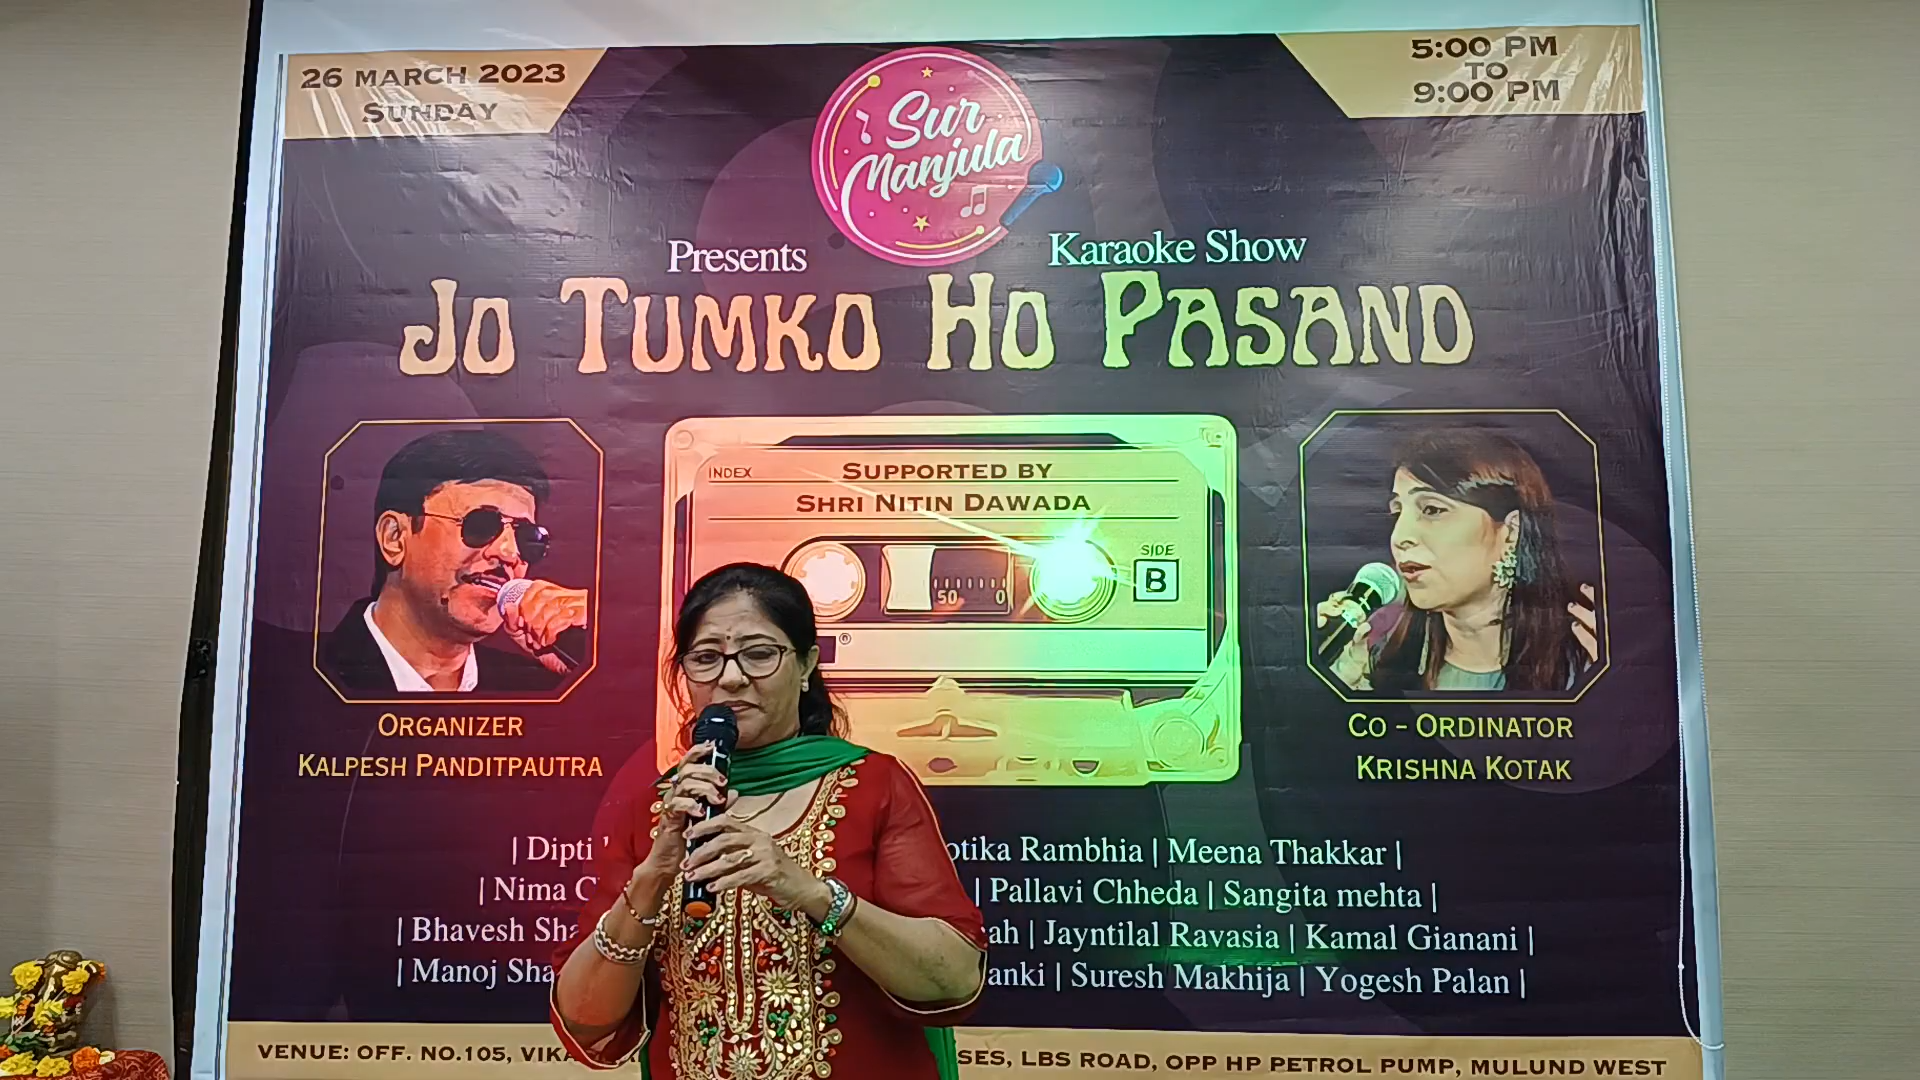 26 MARCH 2023
SUNDAY
5:00 PM
TO
9:00 PM
Sur
Manjula
Presents
Karaoke Show
JO TUMKO HO PASAND
INDEX
SUPPORTED BY
SHRI NITIN DAWADA
SIDE
B
50 0
®
ORGANIZER
KALPESH PANDITPAUTRA
CO - ORDINATOR
KRISHNA KOTAK
| Dipti Rambhia | Meena Thakkar |
| Nima | Pallavi Chheda | Sangita mehta |
| Bhavesh | Jayntilal Ravasia | Kamal Gianani |
| Manoj | Suresh Makhija | Yogesh Palan |
VENUE: OFF. NO.105, LBS ROAD, OPP HP PETROL PUMP, MULUND WEST